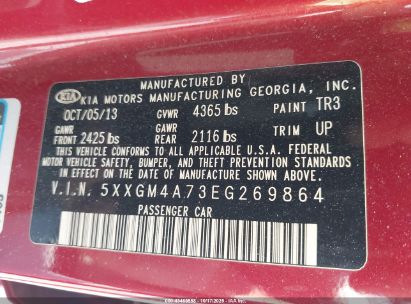 MANUFACTURED BY
KIA KIA MOTORS MANUFACTURING GEORGIA, INC.
OCT/05/13 GVWR 4365 lbs PAINT TR3
GAWR FRONT 2425 lbs GAWR REAR 2116 lbs TRIM UP
THIS VEHICLE CONFORMS TO ALL APPLICABLE U.S.A. FEDERAL
MOTOR VEHICLE SAFETY, BUMPER, AND THEFT PREVENTION STANDARDS
IN EFFECT ON THE DATE OF MANUFACTURE SHOWN ABOVE.
V.I.N. 5XXGM4A73EG269864
PASSENGER CAR